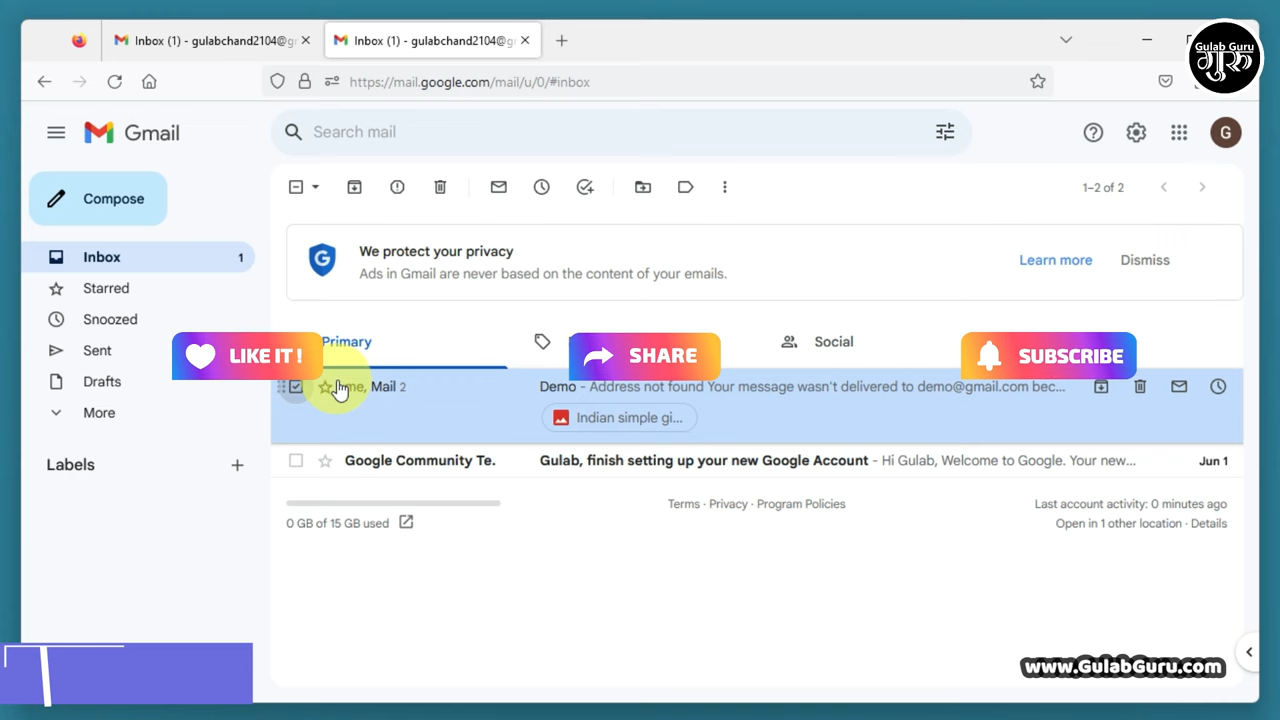 Inbox (1) - gulabchand2104@gr
Inbox (1) - gulabchand2104@g
Gulab Guru
गुरु
https://mail.google.com/mail/u/0/#inbox
Gmail
Search mail
G
Compose
1–2 of 2
We protect your privacy
Ads in Gmail are never based on the content of your emails.
Learn more
Dismiss
Inbox
1
Starred
Snoozed
Sent
Drafts
More
Labels
Primary
Social
LIKE IT !
SHARE
SUBSCRIBE
me, Mail 2
Demo - Address not found Your message wasn't delivered to demo@gmail.com bec...
Indian simple gi...
Google Community Te.
Gulab, finish setting up your new Google Account - Hi Gulab, Welcome to Google. Your new...
Jun 1
0 GB of 15 GB used
Terms · Privacy · Program Policies
Last account activity: 0 minutes ago
Open in 1 other location · Details
T
www.GulabGuru.com